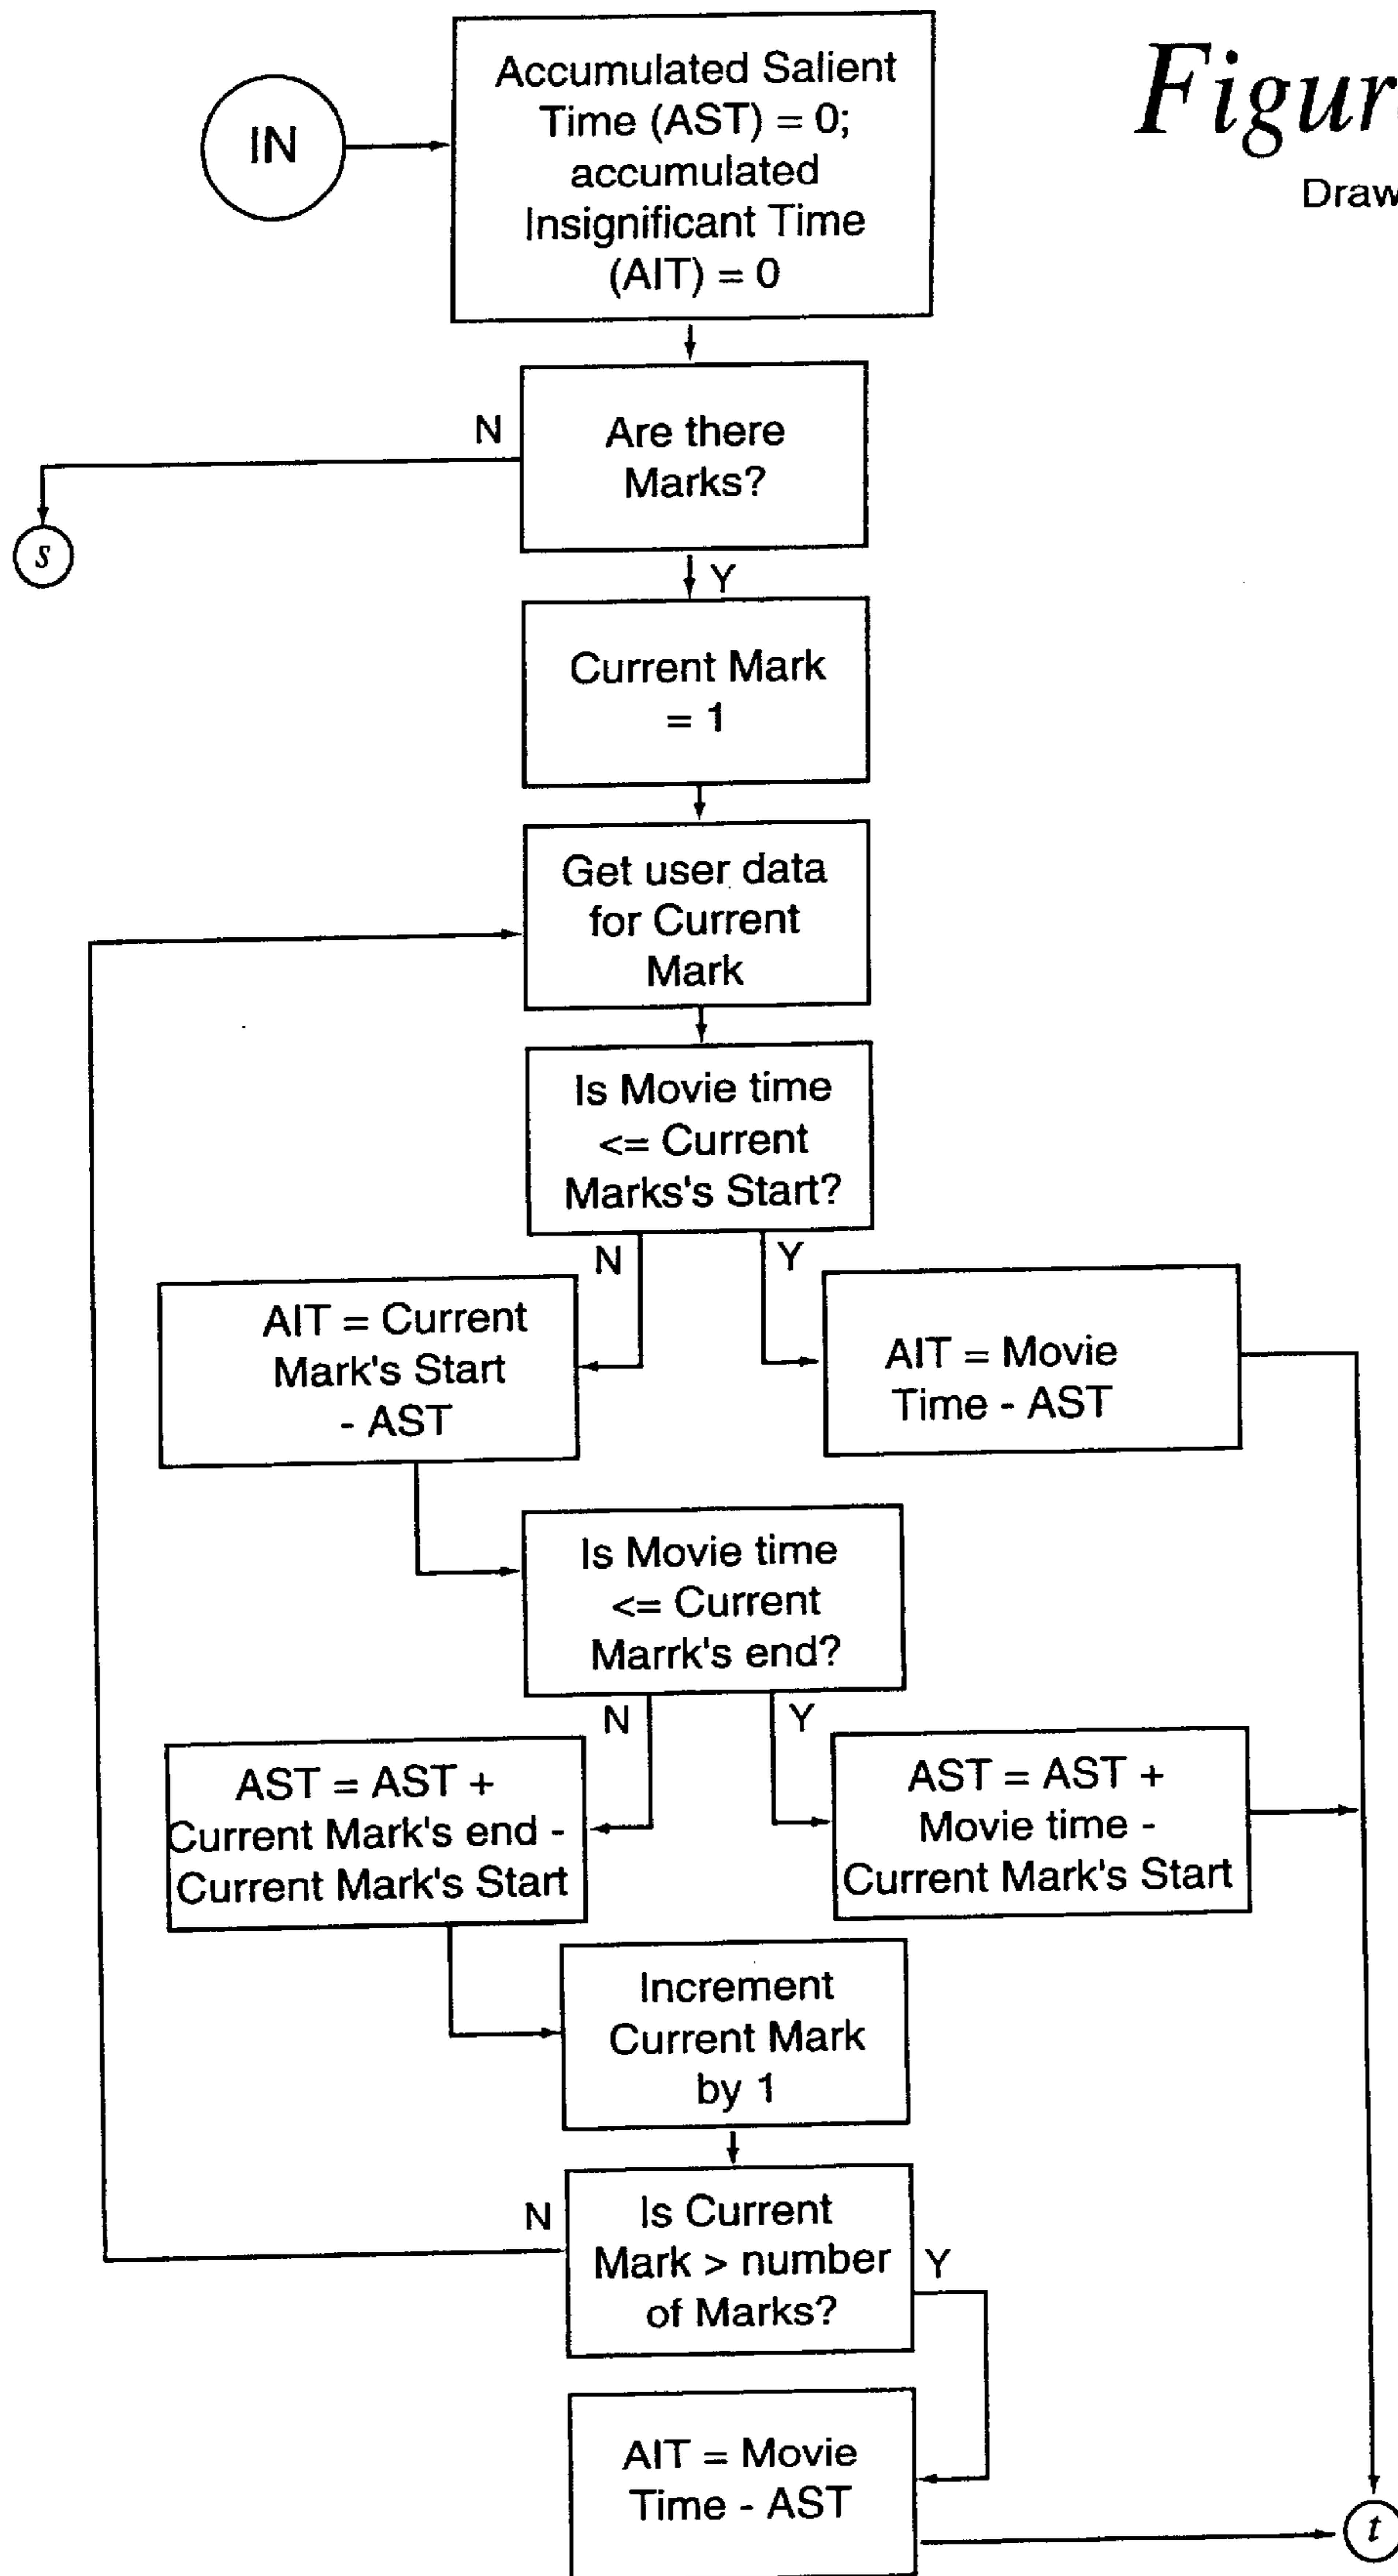 Figur
Draw
IN
Accumulated Salient
Time (AST) = 0;
accumulated
Insignificant Time
(AIT) = 0
Are there
Marks?
N
s
Y
Current Mark
= 1
Get user data
for Current
Mark
Is Movie time
<= Current
Marks's Start?
N
Y
AIT = Current
Mark's Start
- AST
AIT = Movie
Time - AST
Is Movie time
<= Current
Marrk's end?
N
Y
AST = AST +
Current Mark's end -
Current Mark's Start
AST = AST +
Movie time -
Current Mark's Start
Increment
Current Mark
by 1
N
Is Current
Mark > number
of Marks?
Y
AIT = Movie
Time - AST
t